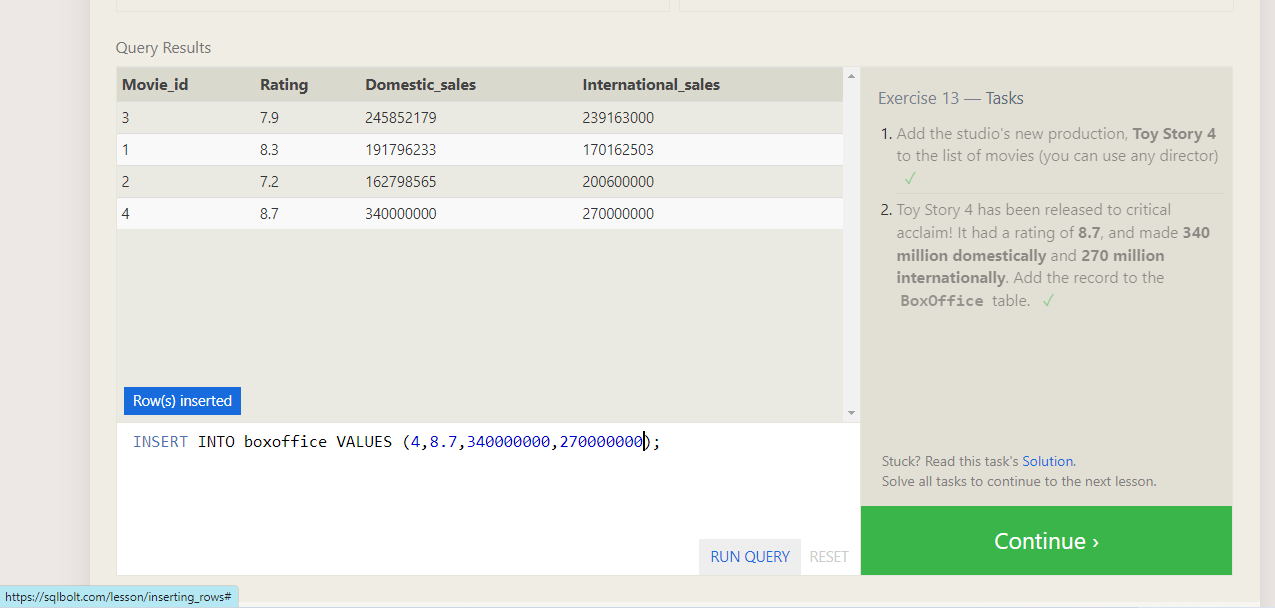 Query Results
Movie_id Rating Domestic_sales International_sales
3 7.9 245852179 239163000
1 8.3 191796233 170162503
2 7.2 162798565 200600000
4 8.7 340000000 270000000
Row(s) inserted
INSERT INTO boxoffice VALUES (4,8.7,340000000,270000000);
RUN QUERY RESET
Exercise 13 — Tasks
1. Add the studio's new production, Toy Story 4
to the list of movies (you can use any director)
✓
2. Toy Story 4 has been released to critical
acclaim! It had a rating of 8.7, and made 340
million domestically and 270 million
internationally. Add the record to the
BoxOffice table. ✓
Stuck? Read this task's Solution.
Solve all tasks to continue to the next lesson.
Continue ›
https://sqlbolt.com/lesson/inserting_rows#